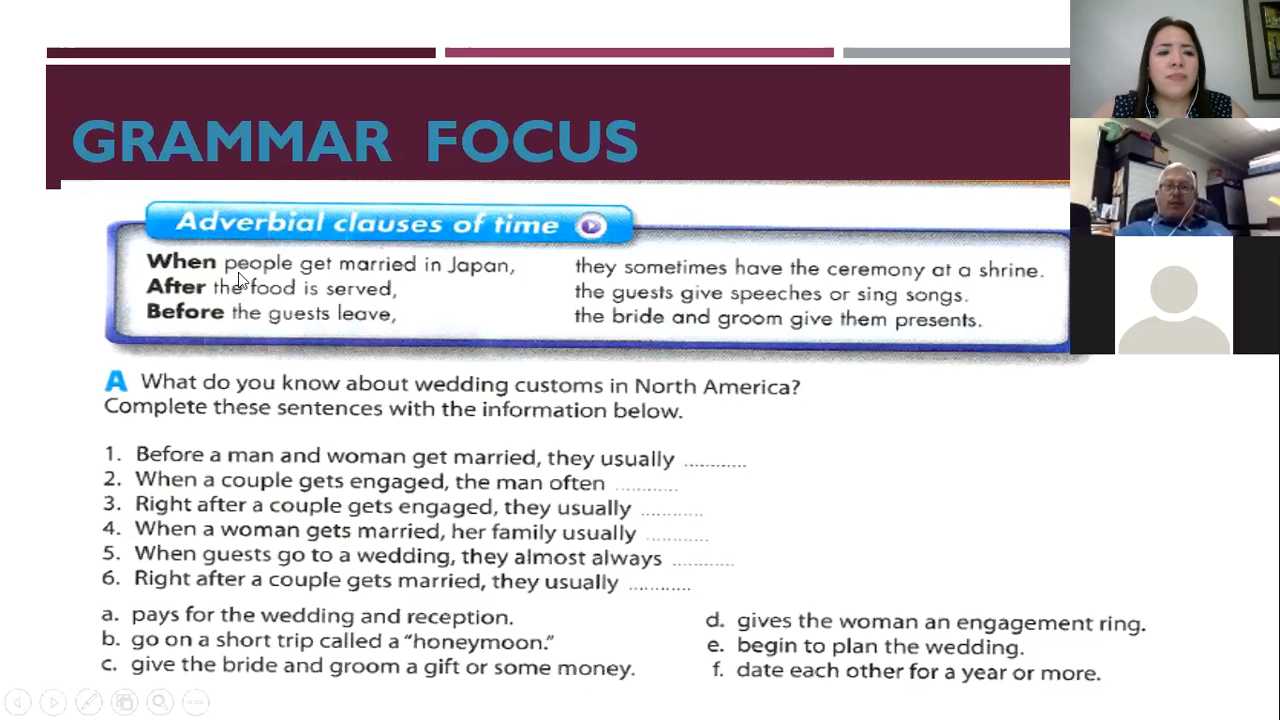 GRAMMAR FOCUS
Adverbial clauses of time
When people get married in Japan, they sometimes have the ceremony at a shrine.
After the food is served, the guests give speeches or sing songs.
Before the guests leave, the bride and groom give them presents.
A What do you know about wedding customs in North America?
Complete these sentences with the information below.
1. Before a man and woman get married, they usually ............
2. When a couple gets engaged, the man often ............
3. Right after a couple gets engaged, they usually ............
4. When a woman gets married, her family usually ............
5. When guests go to a wedding, they almost always ............
6. Right after a couple gets married, they usually ............
a. pays for the wedding and reception.
b. go on a short trip called a “honeymoon.”
c. give the bride and groom a gift or some money.
d. gives the woman an engagement ring.
e. begin to plan the wedding.
f. date each other for a year or more.